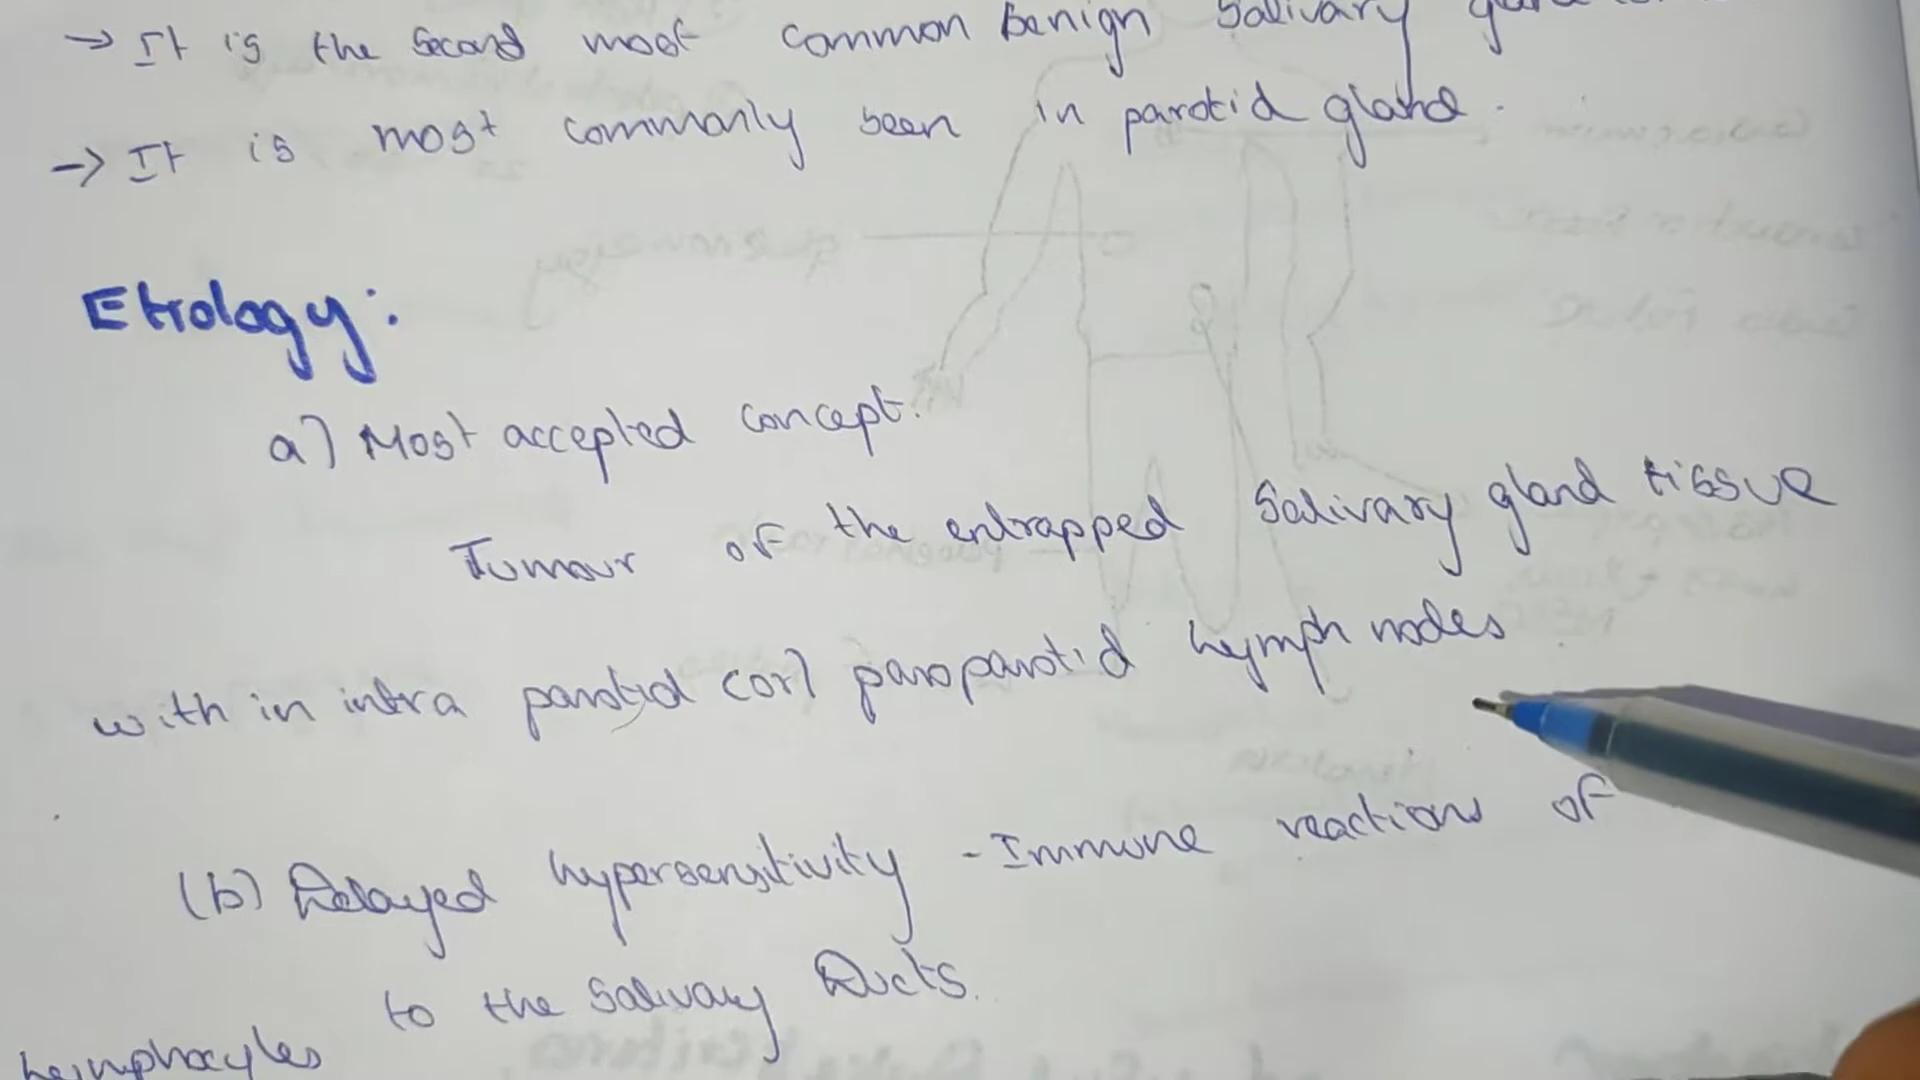 → It is the Second most common Benign Salivary
→ It is most commonly seen in parotid gland.
Etiology:
a) Most accepted concept.
Tumour of the entrapped Salivary gland tissue
with in intra parotid (or) paraparotid lymph nodes
(b) Delayed hypersensitivity - Immune reactions of
to the Salivary Ducts.
lymphocytes